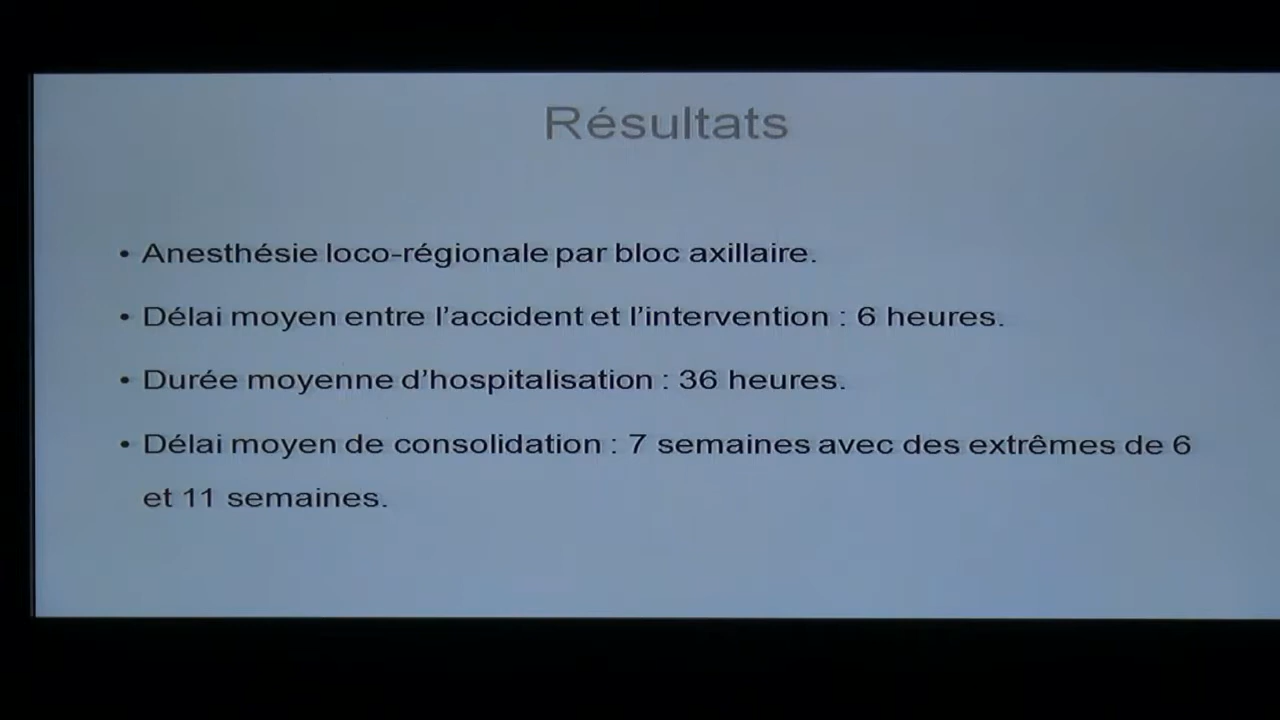 Résultats
• Anesthésie loco-régionale par bloc axillaire.
• Délai moyen entre l’accident et l’intervention : 6 heures.
• Durée moyenne d’hospitalisation : 36 heures.
• Délai moyen de consolidation : 7 semaines avec des extrêmes de 6
et 11 semaines.